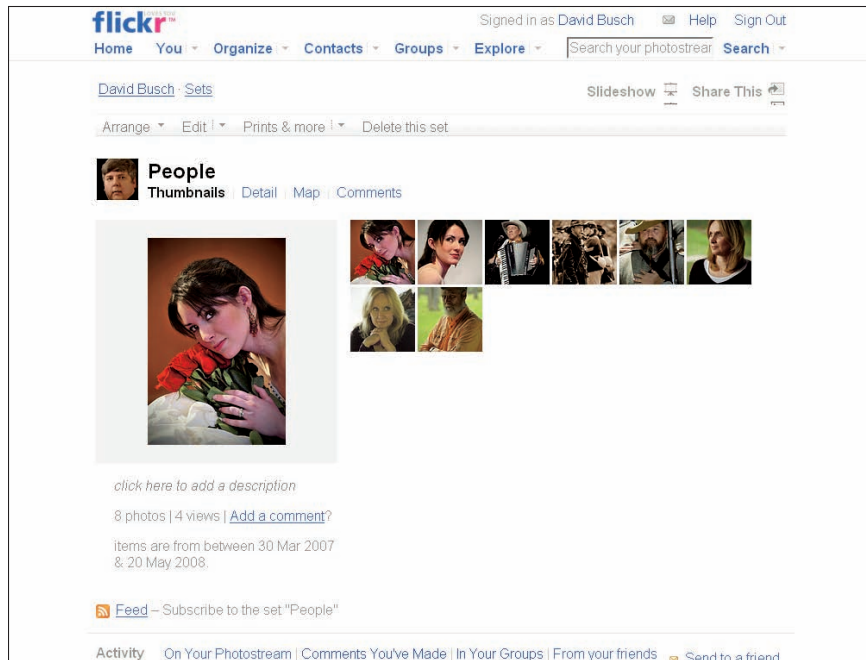 flickr LOVES YOU ™
Signed in as David Busch Help Sign Out
Home You Organize Contacts Groups Explore Search your photostrear Search
David Busch · Sets
Slideshow Share This
Arrange Edit Prints & more Delete this set
People
Thumbnails Detail Map Comments
click here to add a description
8 photos | 4 views | Add a comment?
items are from between 30 Mar 2007
& 20 May 2008.
Feed – Subscribe to the set "People"
Activity On Your Photostream | Comments You've Made | In Your Groups | From your friends Send to a friend